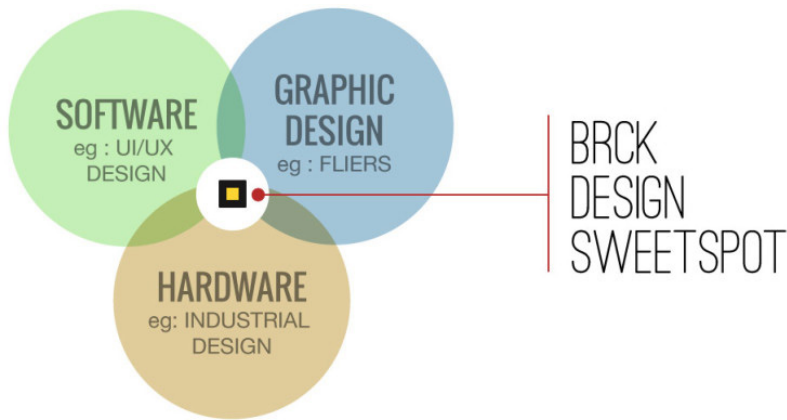 SOFTWARE
eg : UI/UX
DESIGN
GRAPHIC
DESIGN
eg : FLIERS
HARDWARE
eg: INDUSTRIAL
DESIGN
BRCK
DESIGN
SWEETSPOT